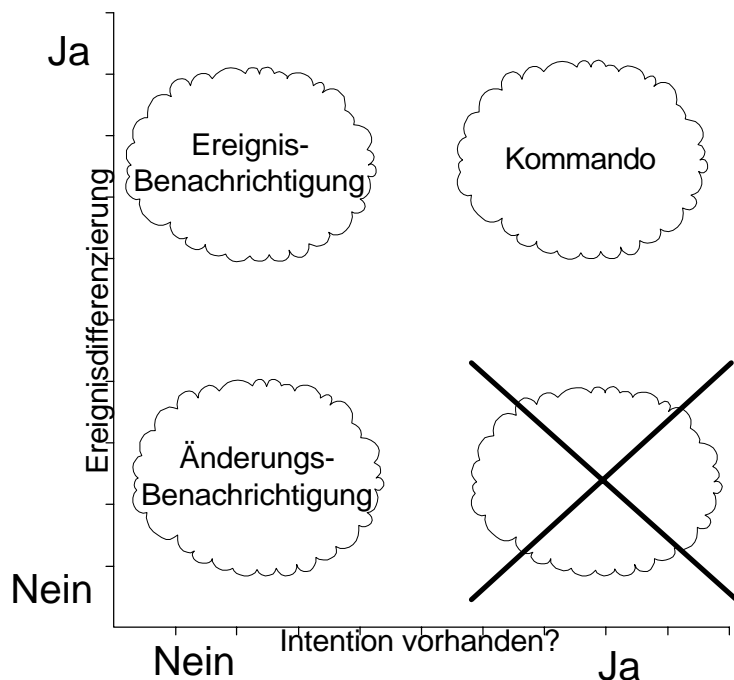 Ja
Ereignis-
Benachrichtigung
Kommando
Ereignisdifferenzierung
Änderungs-
Benachrichtigung
Nein
Intention vorhanden?
Nein
Ja